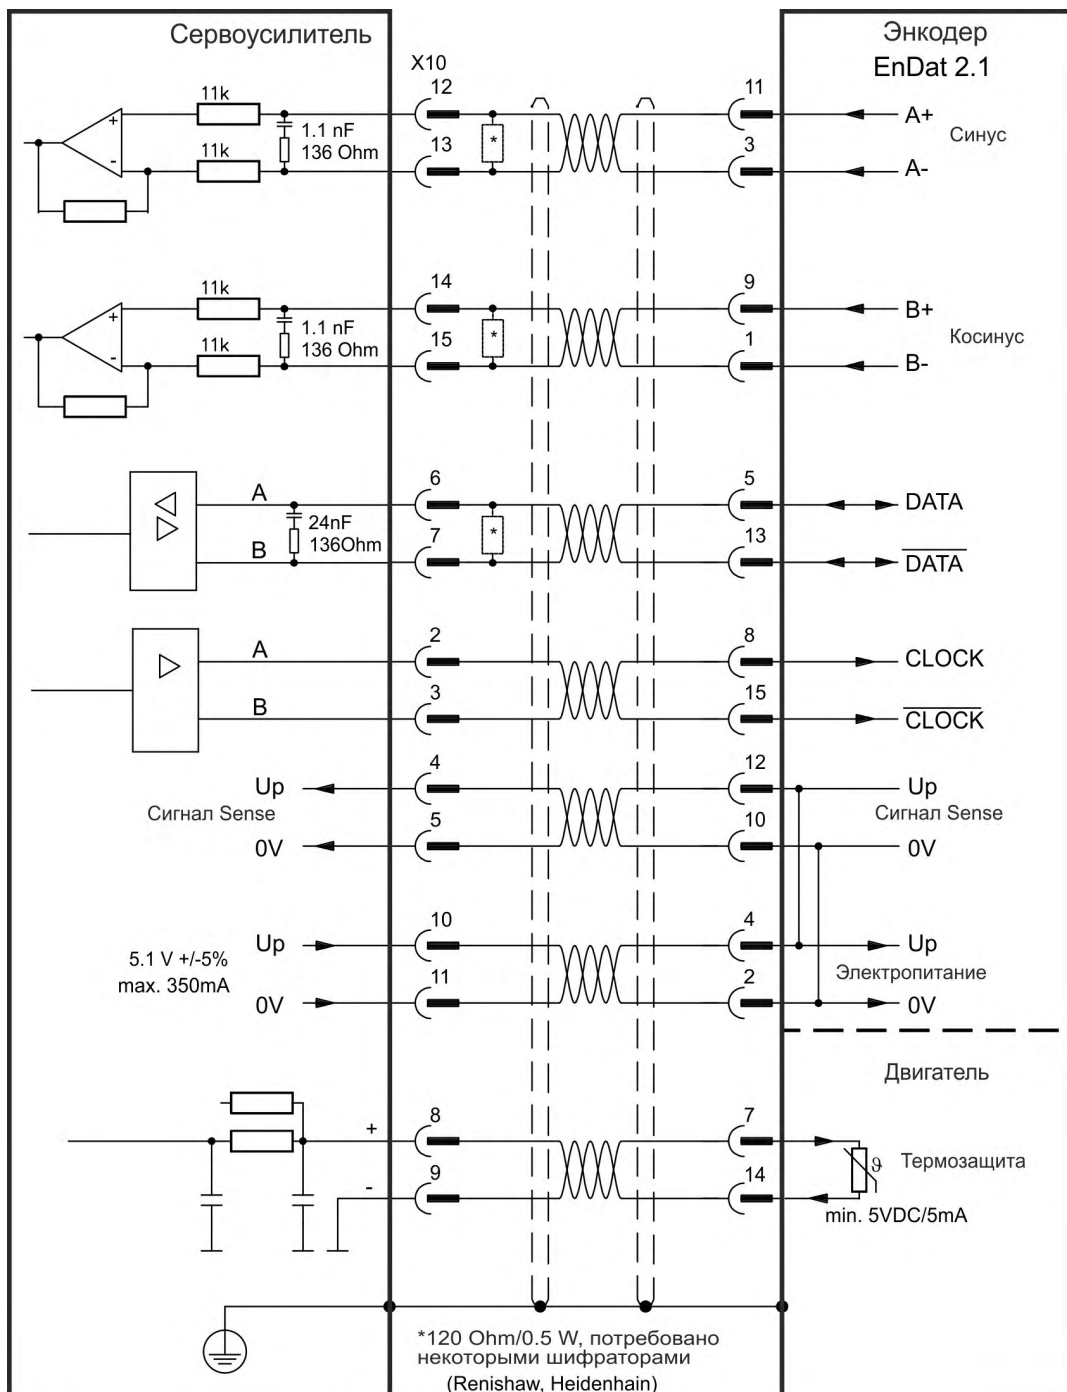 Сервоусилитель
Энкодер
EnDat 2.1
X10
11k
12
11
A+
+
1.1 nF
136 Ohm
*
Синус
-
11k
13
3
A-
11k
14
9
B+
+
1.1 nF
136 Ohm
*
Косинус
-
11k
15
1
B-
A
6
5
DATA
24nF
136Ohm
*
B
7
13
DATA
A
2
8
CLOCK
B
3
15
CLOCK
Up
4
12
Up
Сигнал Sense
Сигнал Sense
0V
5
10
0V
Up
10
4
Up
5.1 V +/-5%
max. 350mA
Электропитание
0V
11
2
0V
Двигатель
+
8
7
ϑ
Термозащита
-
9
14
min. 5VDC/5mA
*120 Ohm/0.5 W, потребовано
некоторыми шифраторами
(Renishaw, Heidenhain)